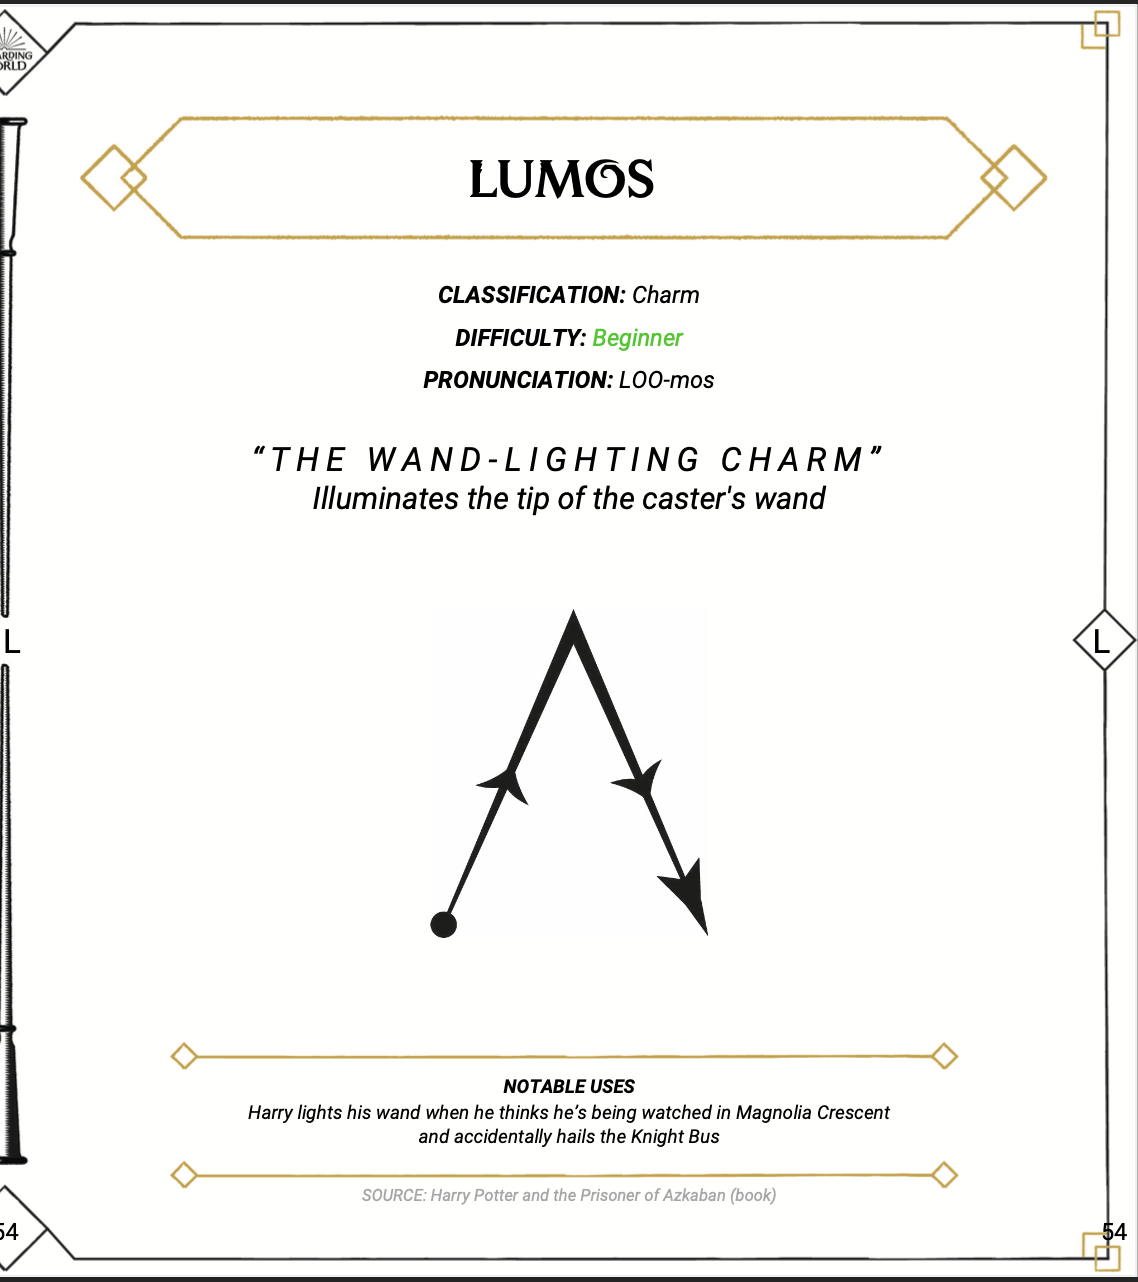 ARDING
ORLD
LUMOS
CLASSIFICATION: Charm
DIFFICULTY: Beginner
PRONUNCIATION: LOO-mos
“THE WAND-LIGHTING CHARM”
Illuminates the tip of the caster's wand
L
L
NOTABLE USES
Harry lights his wand when he thinks he’s being watched in Magnolia Crescent
and accidentally hails the Knight Bus
SOURCE: Harry Potter and the Prisoner of Azkaban (book)
54
54